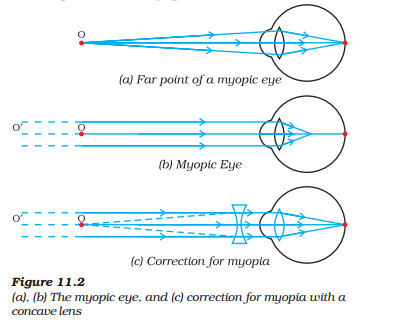 O
(a) Far point of a myopic eye
O′ O
(b) Myopic Eye
O′ O
(c) Correction for myopia
Figure 11.2
(a), (b) The myopic eye, and (c) correction for myopia with a
concave lens